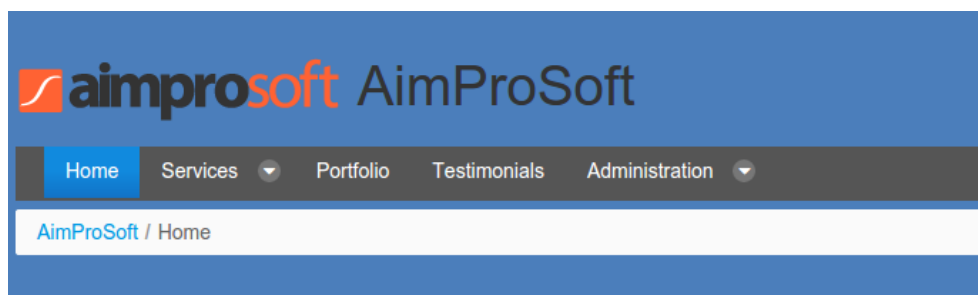 aimprosoft AimProSoft
Home Services Portfolio Testimonials Administration
AimProSoft / Home